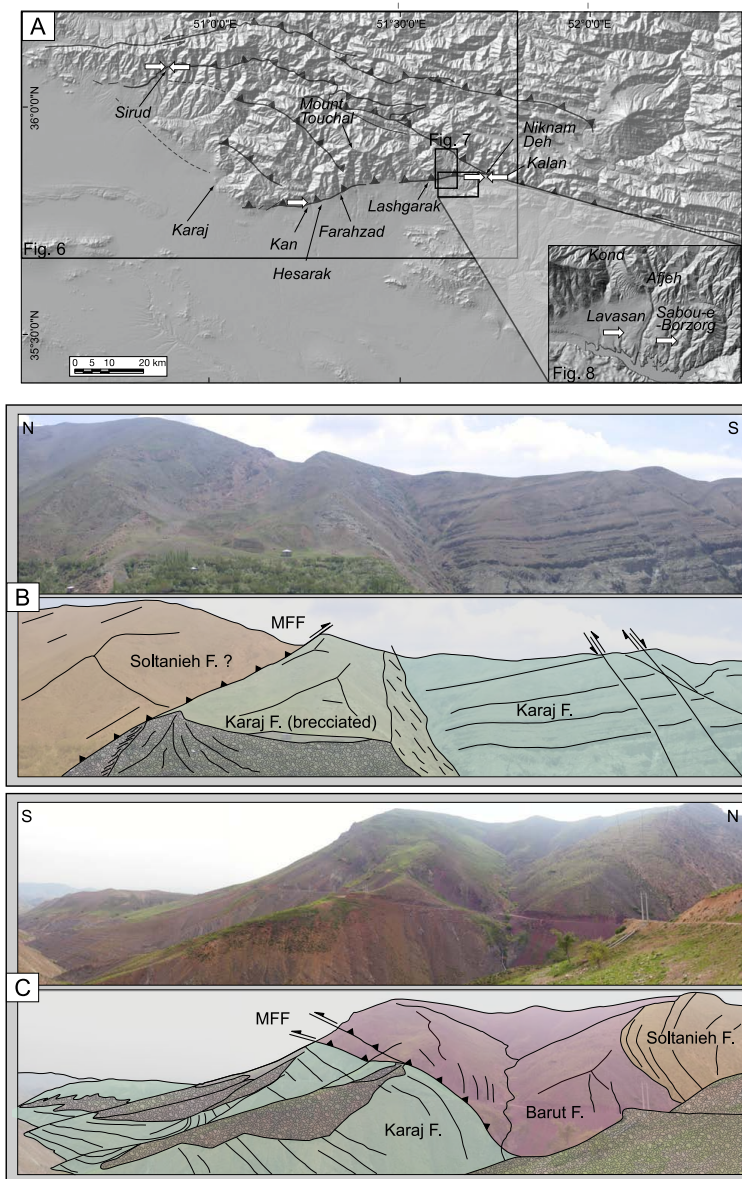 A
51°0'0"E
51°30'0"E
52°0'0"E
36°0'0"N
35°30'0"N
Sirud
Mount
Touchal
Fig. 7
Niknam
Deh
Kalan
Karaj
Kan
Hesarak
Farahzad
Lashgarak
Fig. 6
0 5 10 20 km
Kond
Afjeh
Lavasan
Sabou-e
-Borzorg
Fig. 8
N
S
B
MFF
Soltanieh F. ?
Karaj F. (brecciated)
Karaj F.
S
N
C
MFF
Soltanieh F.
Barut F.
Karaj F.